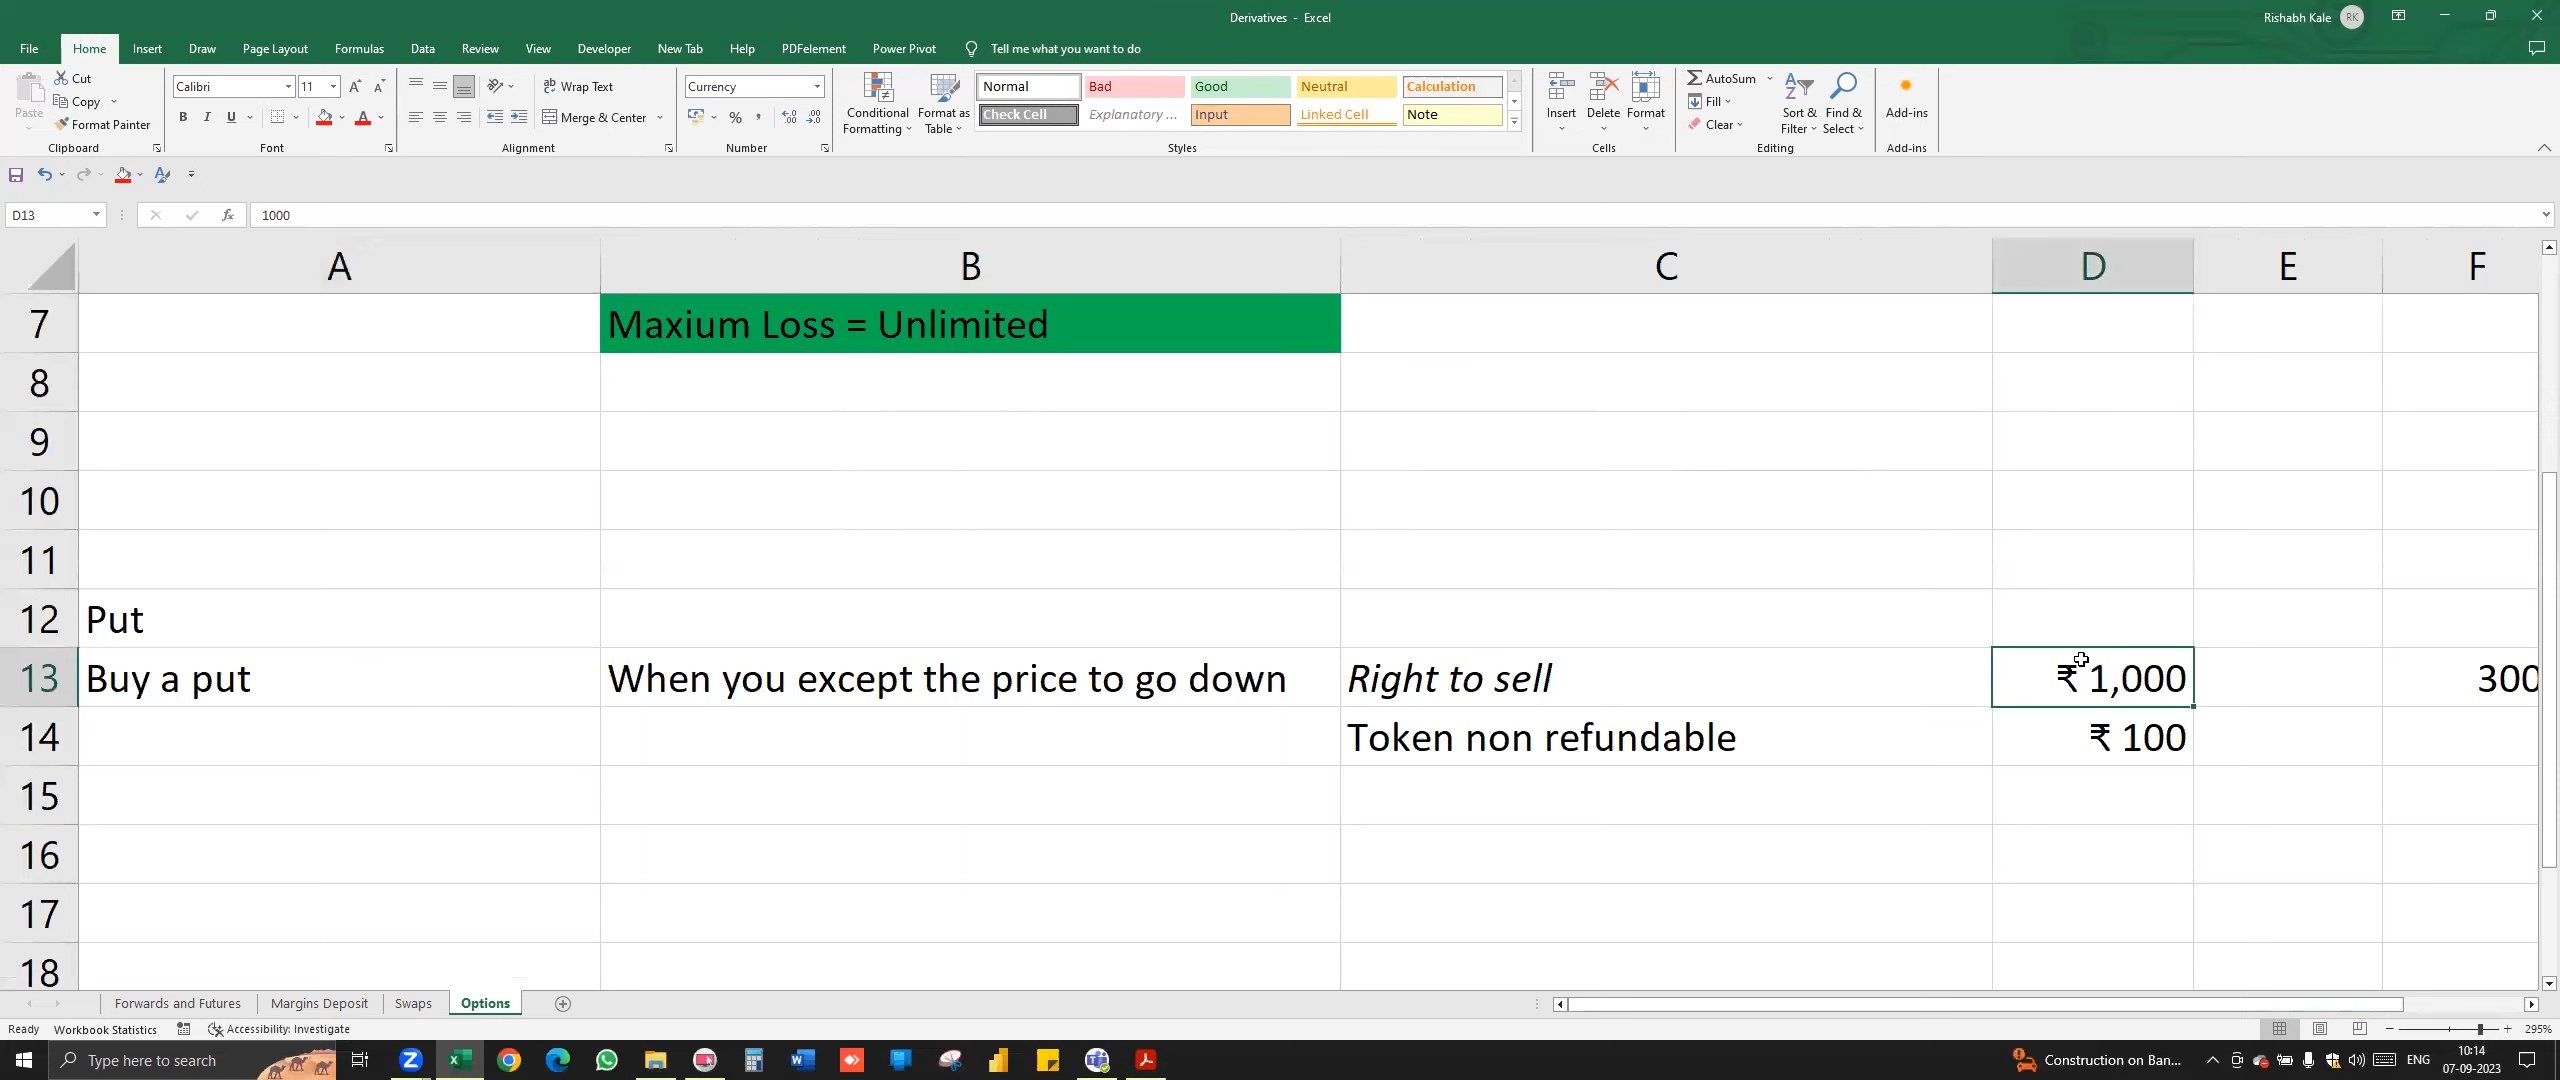 Derivatives - Excel
Rishabh Kale RK
File Home Insert Draw Page Layout Formulas Data Review View Developer New Tab Help PDFelement Power Pivot Tell me what you want to do
Paste
Cut
Copy
Format Painter
Clipboard
Calibri 11
B I U
Font
Wrap Text
Merge & Center
Alignment
Currency
Number
Conditional Formatting
Format as Table
Normal Bad Good Neutral Calculation
Check Cell Explanatory ... Input Linked Cell Note
Styles
Insert Delete Format
Cells
AutoSum
Fill
Clear
Sort & Filter
Find & Select
Editing
Add-ins
Add-ins
D13 fx 1000
A B C D E F
7 Maxium Loss = Unlimited
8
9
10
11
12 Put
13 Buy a put When you except the price to go down Right to sell ₹ 1,000 300
14 Token non refundable ₹ 100
15
16
17
18
Forwards and Futures Margins Deposit Swaps Options
Ready Workbook Statistics Accessibility: Investigate 295%
Type here to search
Construction on Ban... ENG 10:14
07-09-2023